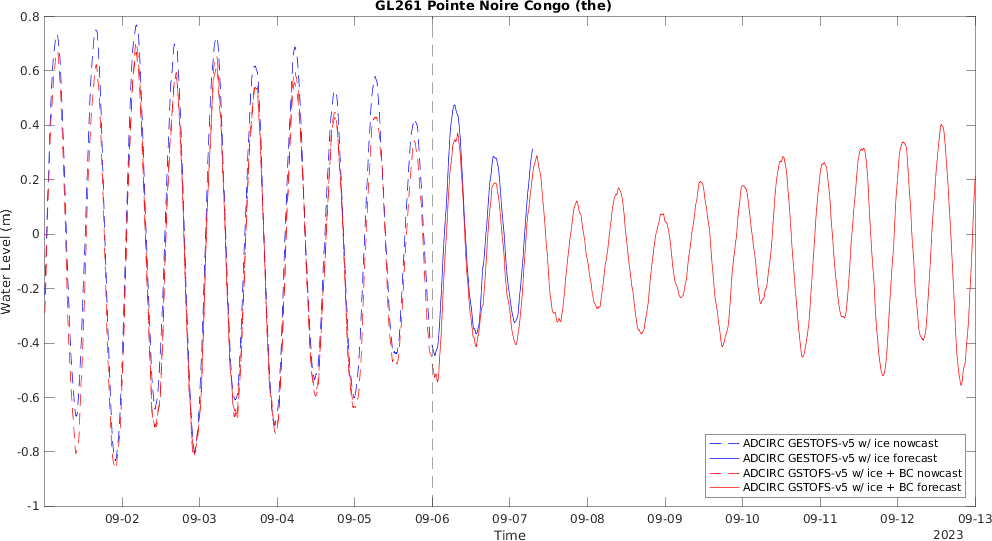 GL261 Pointe Noire Congo (the)
0.8
0.6
0.4
0.2
0
-0.2
-0.4
-0.6
-0.8
-1
Water Level (m)
ADCIRC GESTOFS-v5 w/ ice nowcast
ADCIRC GESTOFS-v5 w/ ice forecast
ADCIRC GSTOFS-v5 w/ ice + BC nowcast
ADCIRC GSTOFS-v5 w/ ice + BC forecast
09-02 09-03 09-04 09-05 09-06 09-07 09-08 09-09 09-10 09-11 09-12 09-13
Time
2023